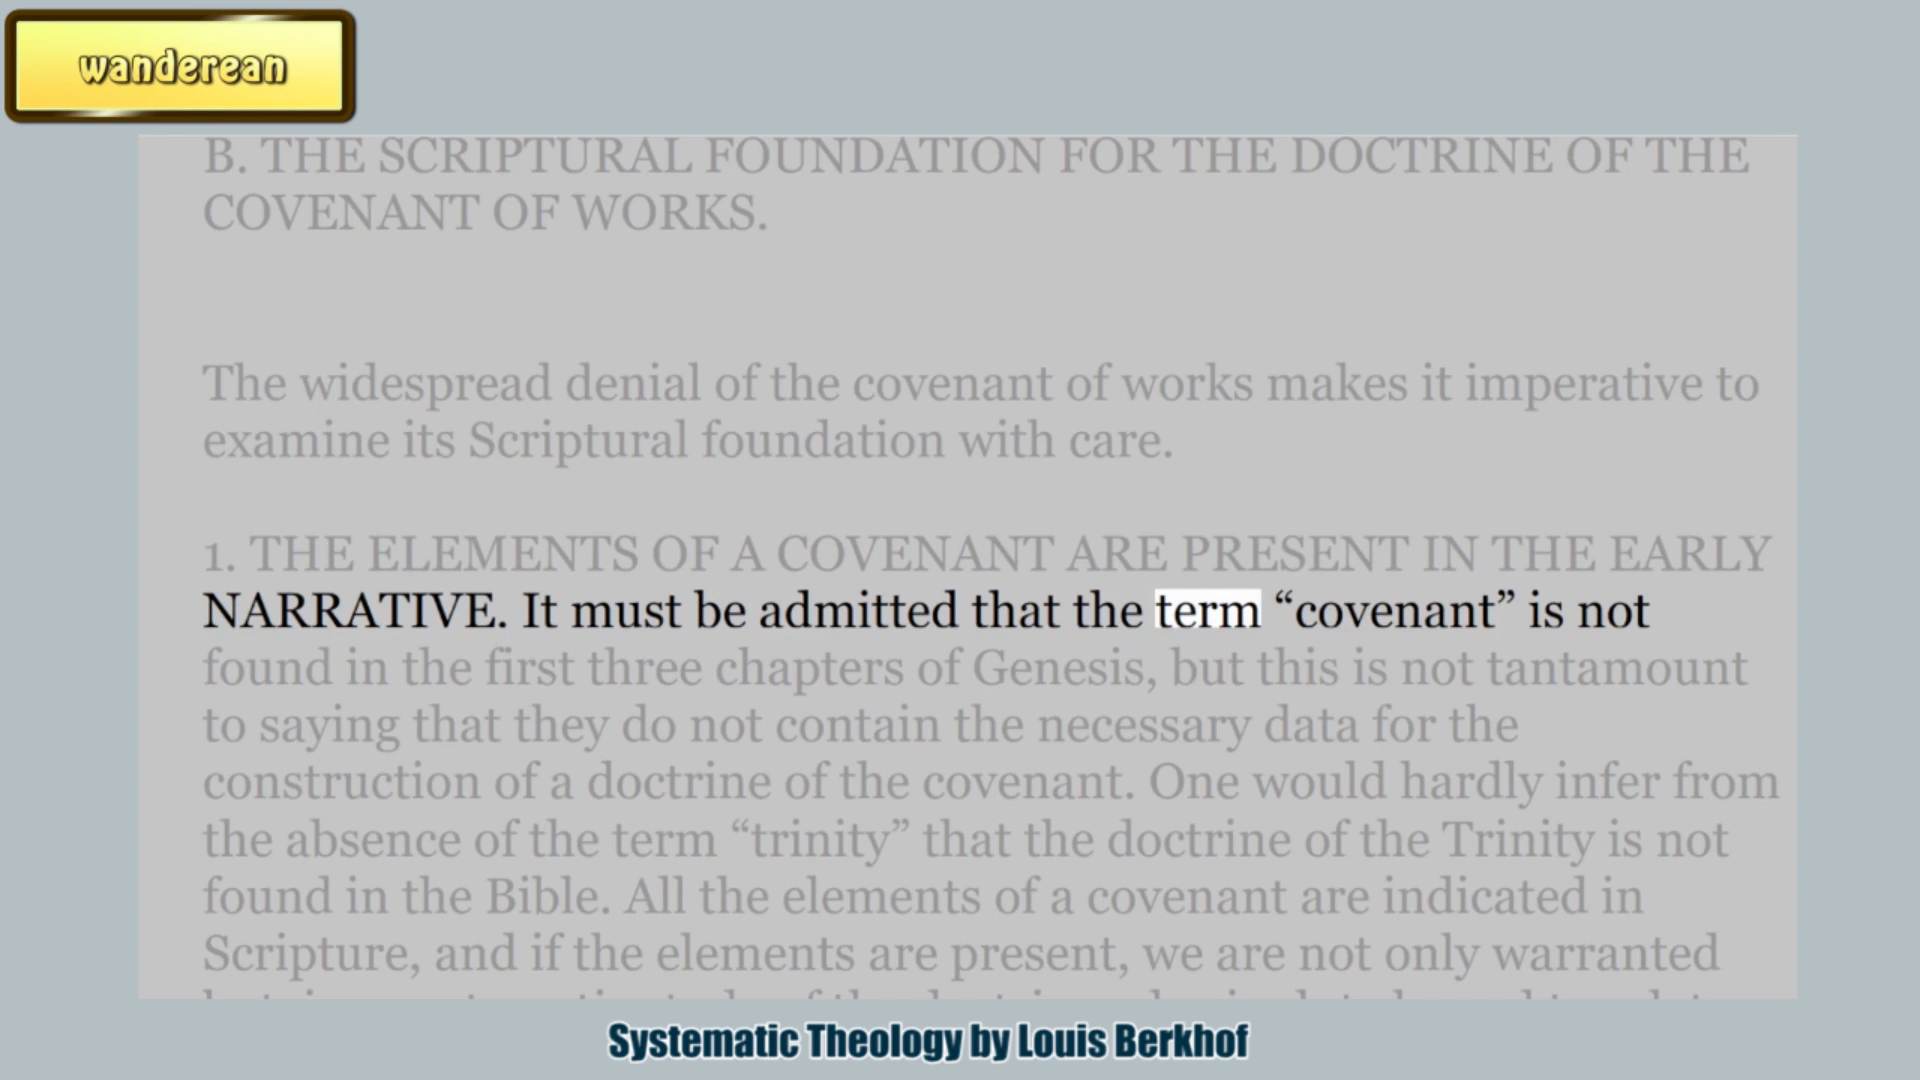 wanderean
B. THE SCRIPTURAL FOUNDATION FOR THE DOCTRINE OF THE
COVENANT OF WORKS.
The widespread denial of the covenant of works makes it imperative to
examine its Scriptural foundation with care.
1. THE ELEMENTS OF A COVENANT ARE PRESENT IN THE EARLY
NARRATIVE. It must be admitted that the term “covenant” is not
found in the first three chapters of Genesis, but this is not tantamount
to saying that they do not contain the necessary data for the
construction of a doctrine of the covenant. One would hardly infer from
the absence of the term “trinity” that the doctrine of the Trinity is not
found in the Bible. All the elements of a covenant are indicated in
Scripture, and if the elements are present, we are not only warranted
Systematic Theology by Louis Berkhof